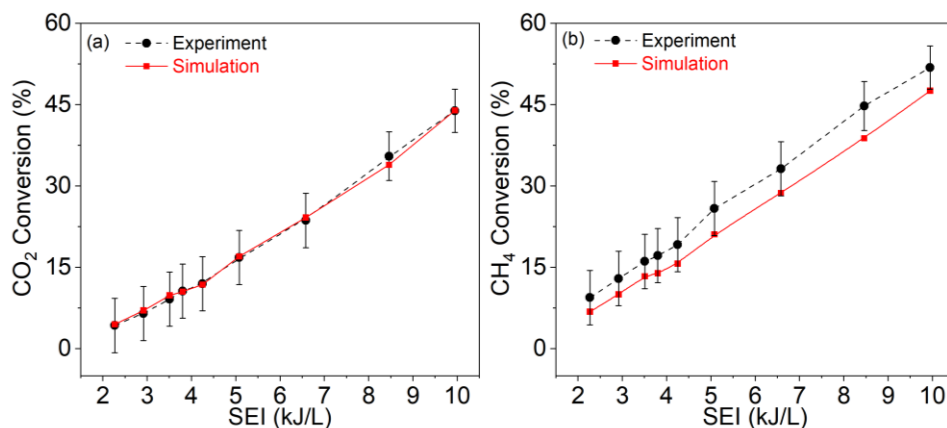 (a)
Experiment
Simulation
CO₂ Conversion (%)
60
45
30
15
0
2 3 4 5 6 7 8 9 10
SEI (kJ/L)
(b)
Experiment
Simulation
CH₄ Conversion (%)
60
45
30
15
0
2 3 4 5 6 7 8 9 10
SEI (kJ/L)